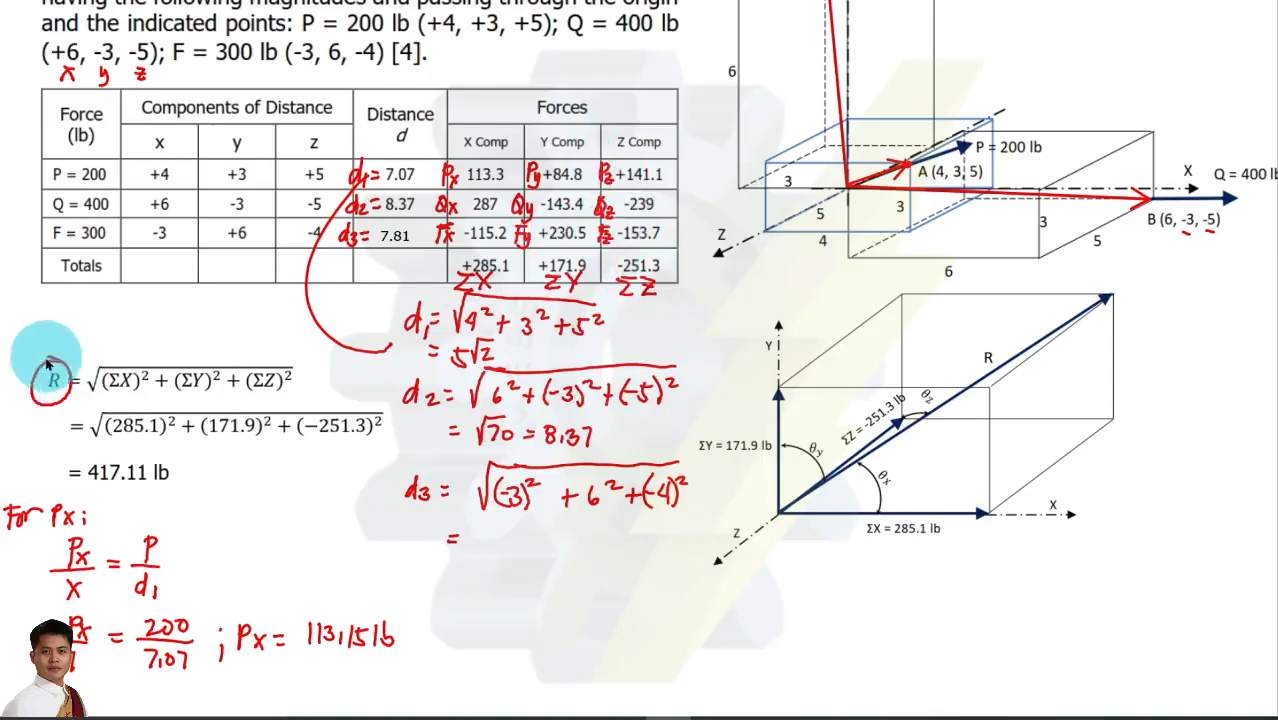 having the following magnitudes and passing through the origin
and the indicated points: P = 200 lb (+4, +3, +5); Q = 400 lb
(+6, -3, -5); F = 300 lb (-3, 6, -4) [4].
x y z
Force (lb) Components of Distance Distance d Forces
x y z X Comp Y Comp Z Comp
P = 200 +4 +3 +5 d1= 7.07 Px 113.3 Py +84.8 Pz +141.1
Q = 400 +6 -3 -5 d2= 8.37 Qx 287 Qy -143.4 Qz -239
F = 300 -3 +6 -4 d3= 7.81 Fx -115.2 Fy +230.5 Fz -153.7
Totals +285.1 +171.9 -251.3
ΣX ΣY ΣZ
R = √(ΣX)² + (ΣY)² + (ΣZ)²
= √(285.1)² + (171.9)² + (−251.3)²
= 417.11 lb
d1 = √4² + 3² + 5²
= 5√2
d2 = √6² + (-3)² + (-5)²
= √70 = 8.37
d3 = √(-3)² + 6² + (-4)²
=
For Px:
Px/x = P/d1
= 200/7.07 ; Px = 113.15 lb
6
P = 200 lb
A (4, 3, 5)
X
Q = 400 lb
3
5
3
3
B (6, -3, -5)
Z
4
5
6
Y
R
θz
ΣZ = -251.3 lb
ΣY = 171.9 lb
θy
θx
X
Z
ΣX = 285.1 lb